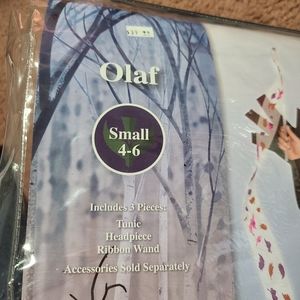 Olaf
Small
4-6
Includes 3 Pieces:
Tunic
Headpiece
Ribbon Wand
Accessories Sold Separately